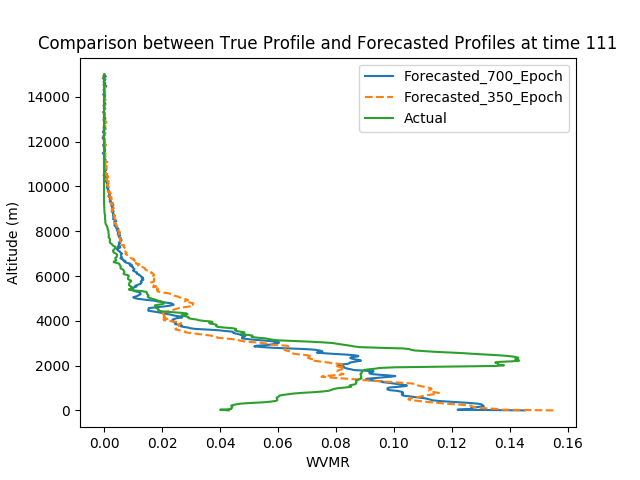 Comparison between True Profile and Forecasted Profiles at time 111
Forecasted_700_Epoch
Forecasted_350_Epoch
Actual
Altitude (m)
14000
12000
10000
8000
6000
4000
2000
0
0.00 0.02 0.04 0.06 0.08 0.10 0.12 0.14 0.16
WVMR